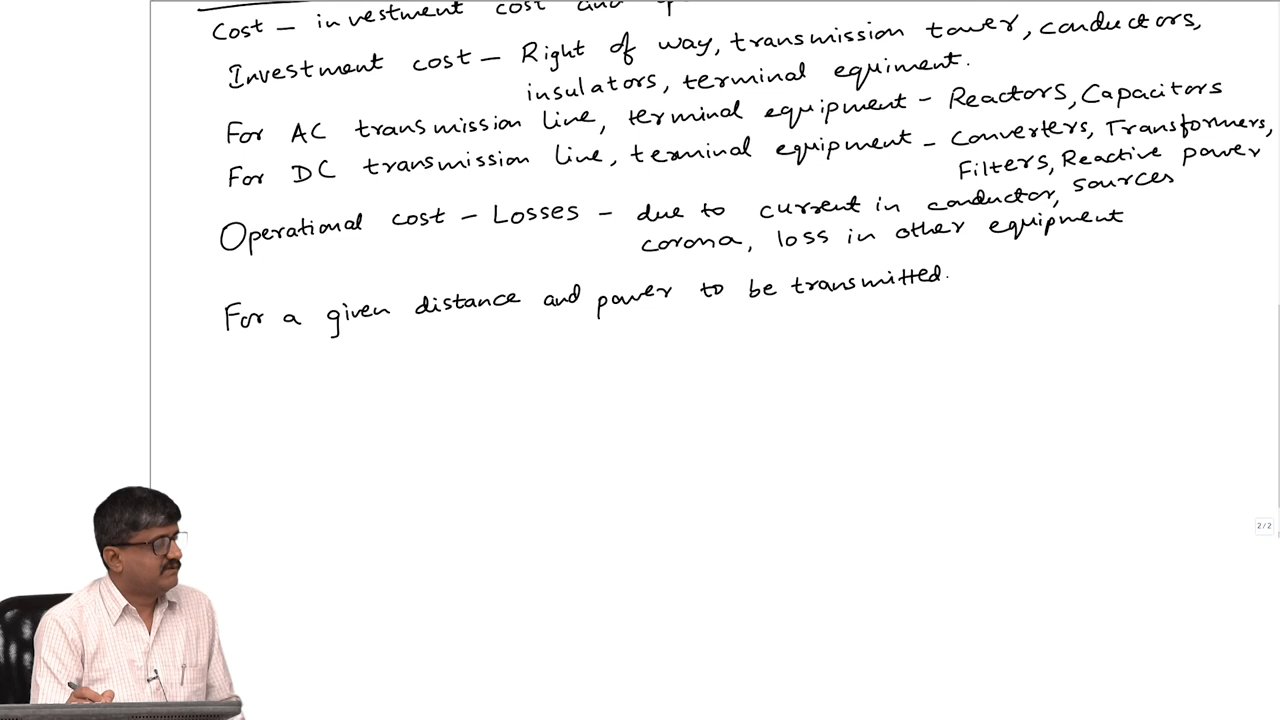 Cost – investment cost and
Investment cost – Right of way, transmission tower, conductors,
insulators, terminal equiment.
For AC transmission line, terminal equipment – Reactors, Capacitors
For DC transmission line, terminal equipment – Converters, Transformers,
Filters, Reactive power
sources
Operational cost – Losses – due to current in conductor,
corona, loss in other equipment
For a given distance and power to be transmitted.
2/2